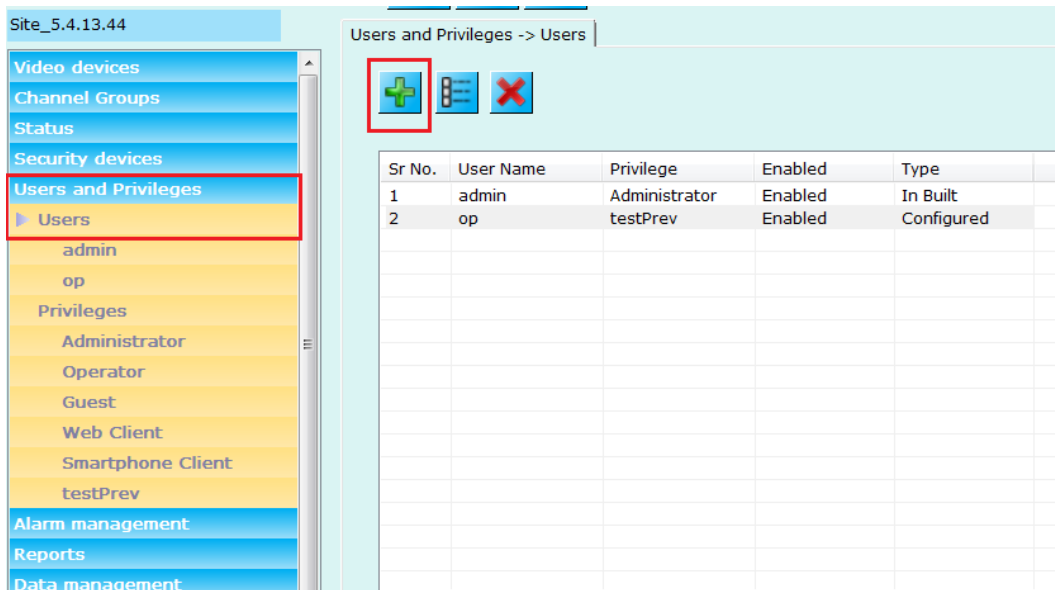 Site_5.4.13.44
Video devices
Channel Groups
Status
Security devices
Users and Privileges
Users
admin
op
Privileges
Administrator
Operator
Guest
Web Client
Smartphone Client
testPrev
Alarm management
Reports
Data management
Users and Privileges -> Users
Sr No. User Name Privilege Enabled Type
1 admin Administrator Enabled In Built
2 op testPrev Enabled Configured